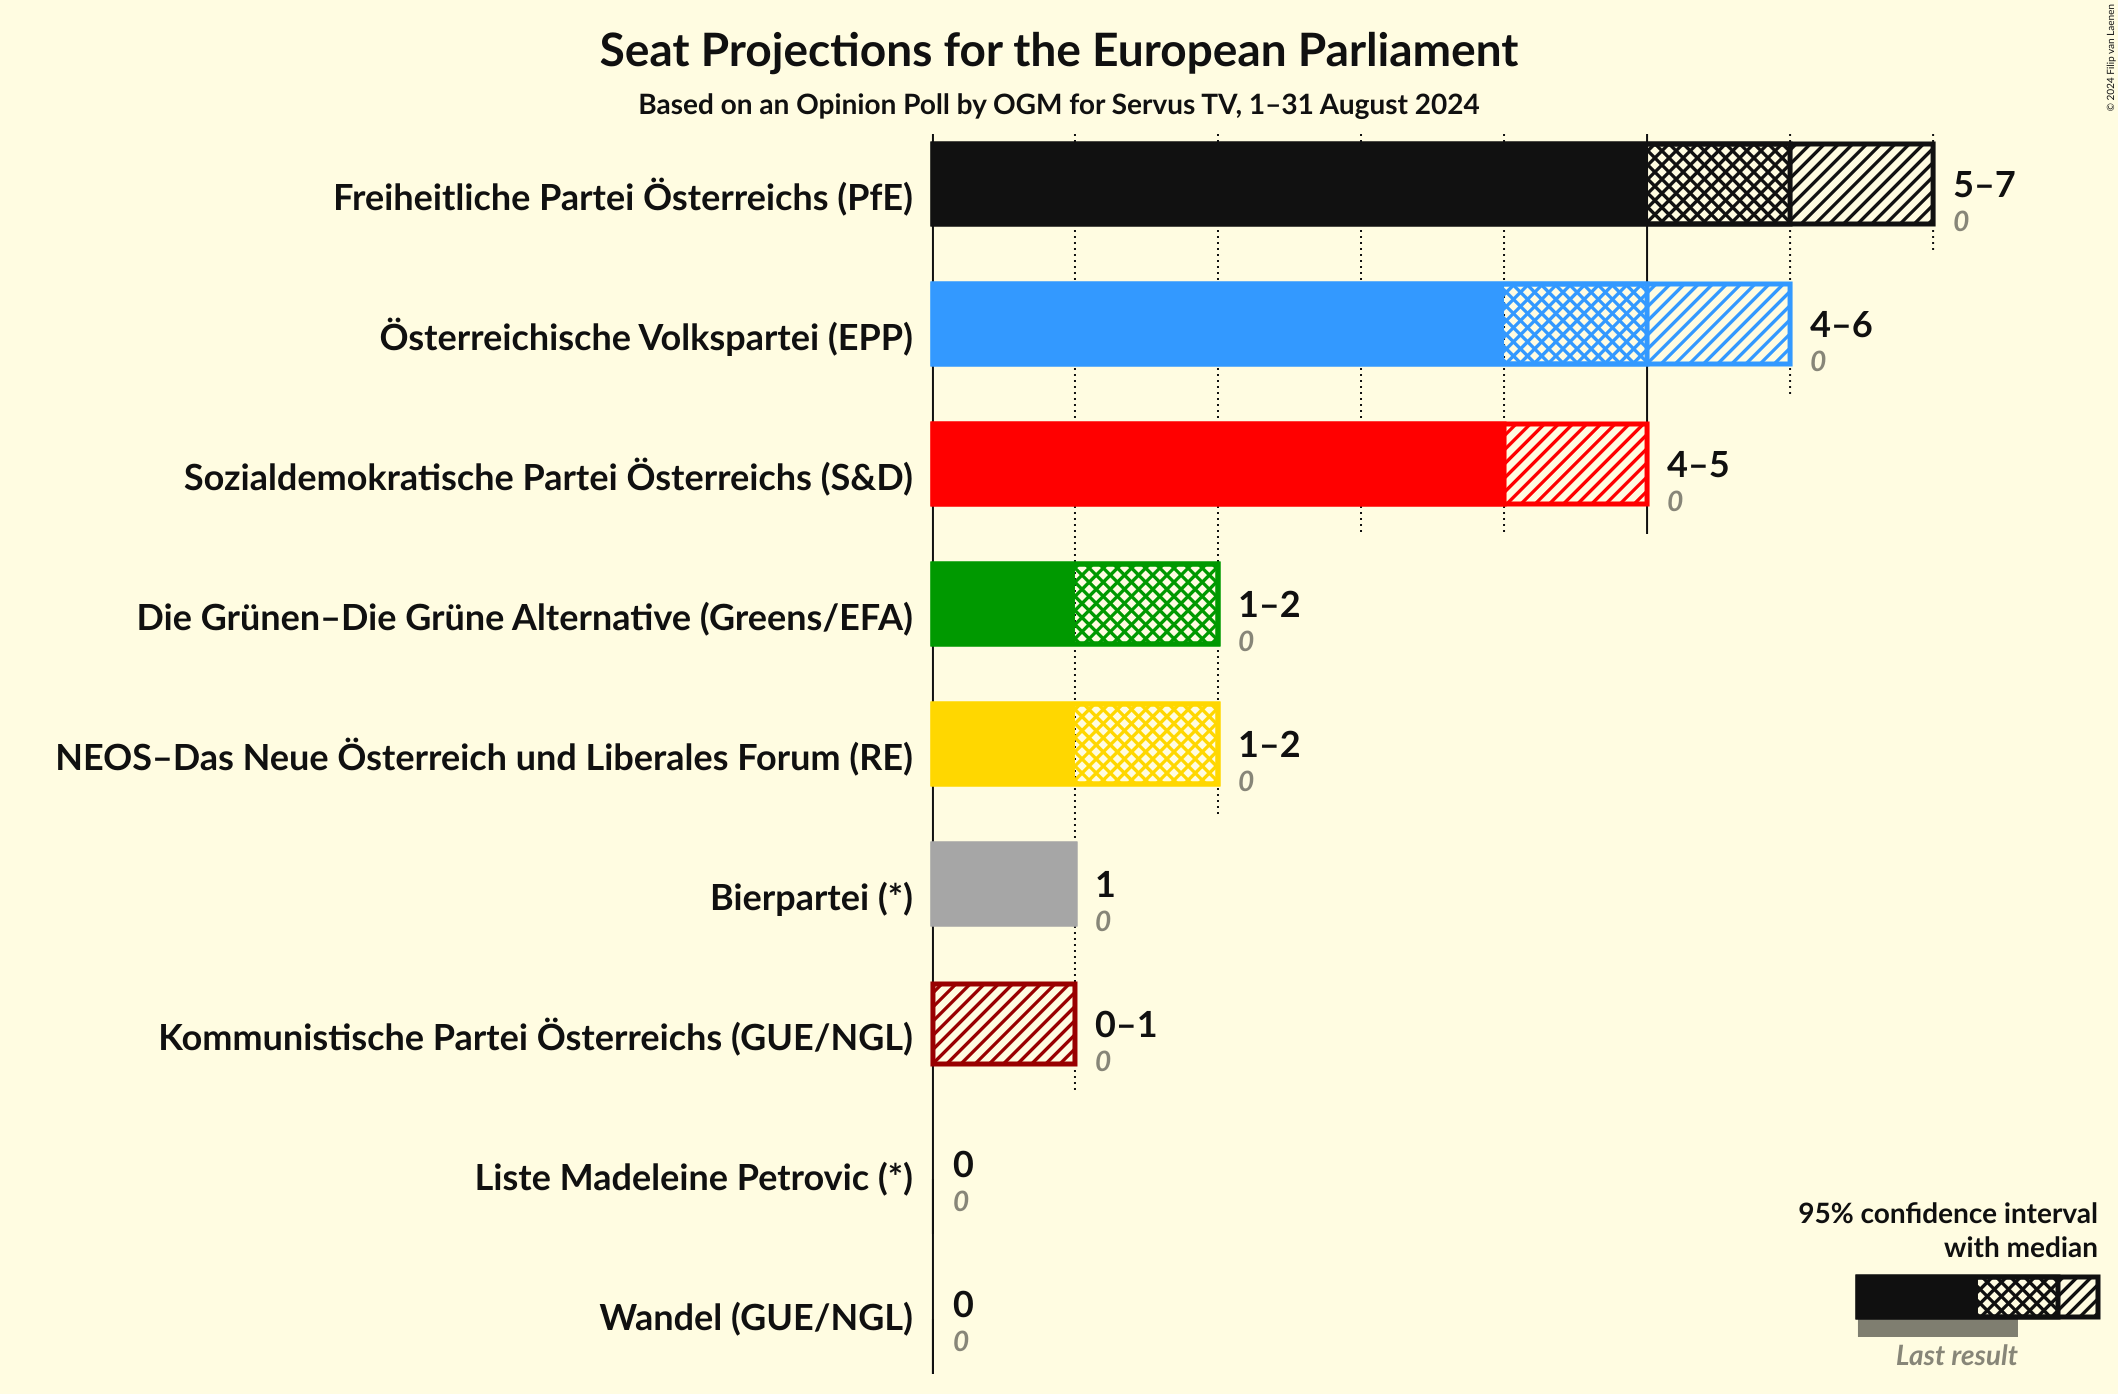 Seat Projections for the European Parliament
Based on an Opinion Poll by OGM for Servus TV, 1–31 August 2024
© 2024 Filip van Laenen
Freiheitliche Partei Österreichs (PfE)
5–7
0
Österreichische Volkspartei (EPP)
4–6
0
Sozialdemokratische Partei Österreichs (S&D)
4–5
0
Die Grünen–Die Grüne Alternative (Greens/EFA)
1–2
0
NEOS–Das Neue Österreich und Liberales Forum (RE)
1–2
0
Bierpartei (*)
1
0
Kommunistische Partei Österreichs (GUE/NGL)
0–1
0
Liste Madeleine Petrovic (*)
0
0
Wandel (GUE/NGL)
0
0
95% confidence interval
with median
Last result